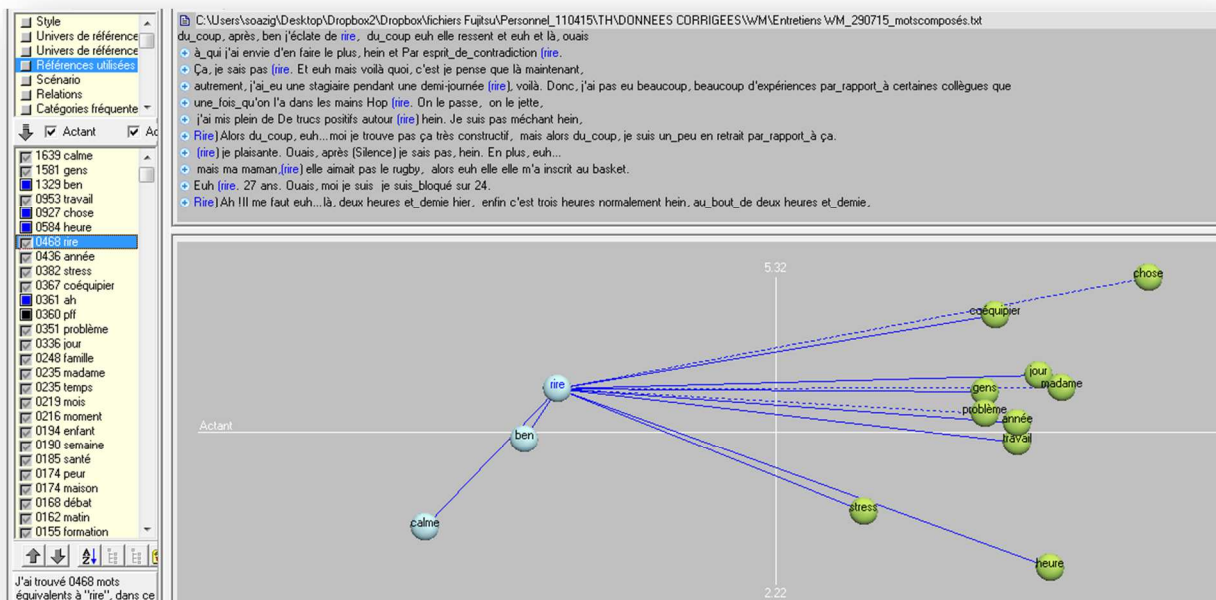 Style
Univers de référence
Univers de référence
Références utilisées
Scénario
Relations
Catégories fréquente
Actant
Ac
1639 calme
1581 gens
1329 ben
0953 travail
0927 chose
0584 heure
0468 rire
0436 année
0382 stress
0367 coéquipier
0361 ah
0360 pff
0351 problème
0336 jour
0248 famille
0235 madame
0235 temps
0219 mois
0216 moment
0194 enfant
0190 semaine
0185 santé
0174 peur
0174 maison
0168 débat
0162 matin
0155 formation
J'ai trouvé 0468 mots
équivalents à "rire", dans ce
C:\Users\soazig\Desktop\Dropbox2\Dropbox\fichiers Fujitsu\Personnel_110415\TH\DONNEES CORRIGEES\WM\Entretiens WM_290715_motscomposés.txt
du_coup, après, ben j'éclate de rire, du_coup euh elle ressent et euh et là, ouais
à_qui j'ai envie d'en faire le plus, hein et Par esprit_de_contradiction (rire.
Ça, je sais pas (rire. Et euh mais voilà quoi, c'est je pense que là maintenant,
autrement, j'ai_eu une stagiaire pendant une demi-journée (rire), voilà. Donc, j'ai pas eu beaucoup, beaucoup d'expériences par_rapport_à certaines collègues que
une_fois_qu'on l'a dans les mains Hop (rire. On le passe, on le jette,
j'ai mis plein de De trucs positifs autour (rire) hein. Je suis pas méchant hein,
Rire) Alors du_coup, euh...moi je trouve pas ça très constructif, mais alors du_coup, je suis un_peu en retrait par_rapport_à ça.
(rire) je plaisante. Ouais, après (Silence) je sais pas, hein. En plus, euh...
mais ma maman,(rire) elle aimait pas le rugby, alors euh elle elle m'a inscrit au basket.
Euh (rire. 27 ans. Ouais, moi je suis je suis_bloqué sur 24.
Rire) Ah !Il me faut euh...là, deux heures et_demie hier, enfin c'est trois heures normalement hein, au_bout_de deux heures et_demie,
5.32
chose
coéquipier
jour
rire
gens
madame
problème
année
Actant
ben
travail
stress
calme
heure
2.22